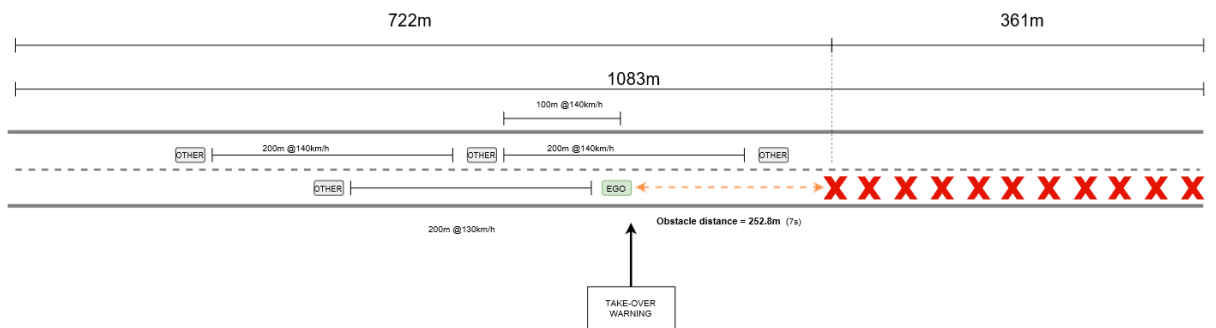 722m
361m
1083m
100m @140km/h
OTHER
200m @140km/h
OTHER
200m @140km/h
OTHER
OTHER
EGO
Obstacle distance = 252.8m (7s)
200m @130km/h
TAKE-OVER
WARNING